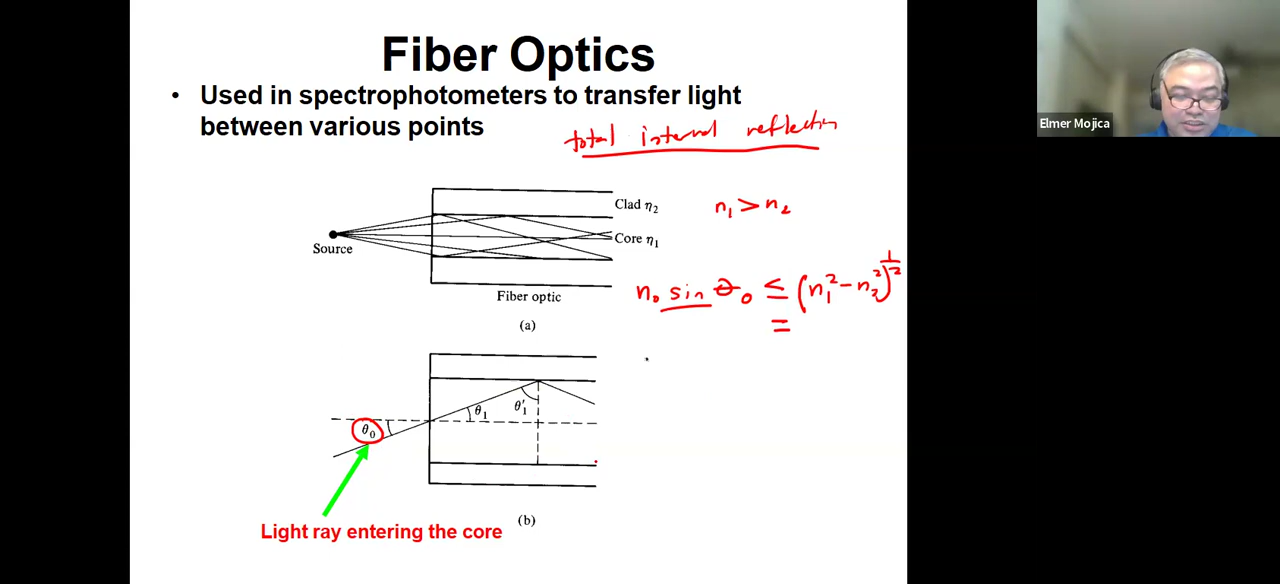 Fiber Optics
• Used in spectrophotometers to transfer light
between various points
total internal reflection
Clad η2
n₁ > n₂
Core η1
Source
n₀ sin θ₀ ≤ (n₁² − n₂²)^½
=
Fiber optic
(a)
θ1
θ′1
θ0
Light ray entering the core
(b)
Elmer Mojica